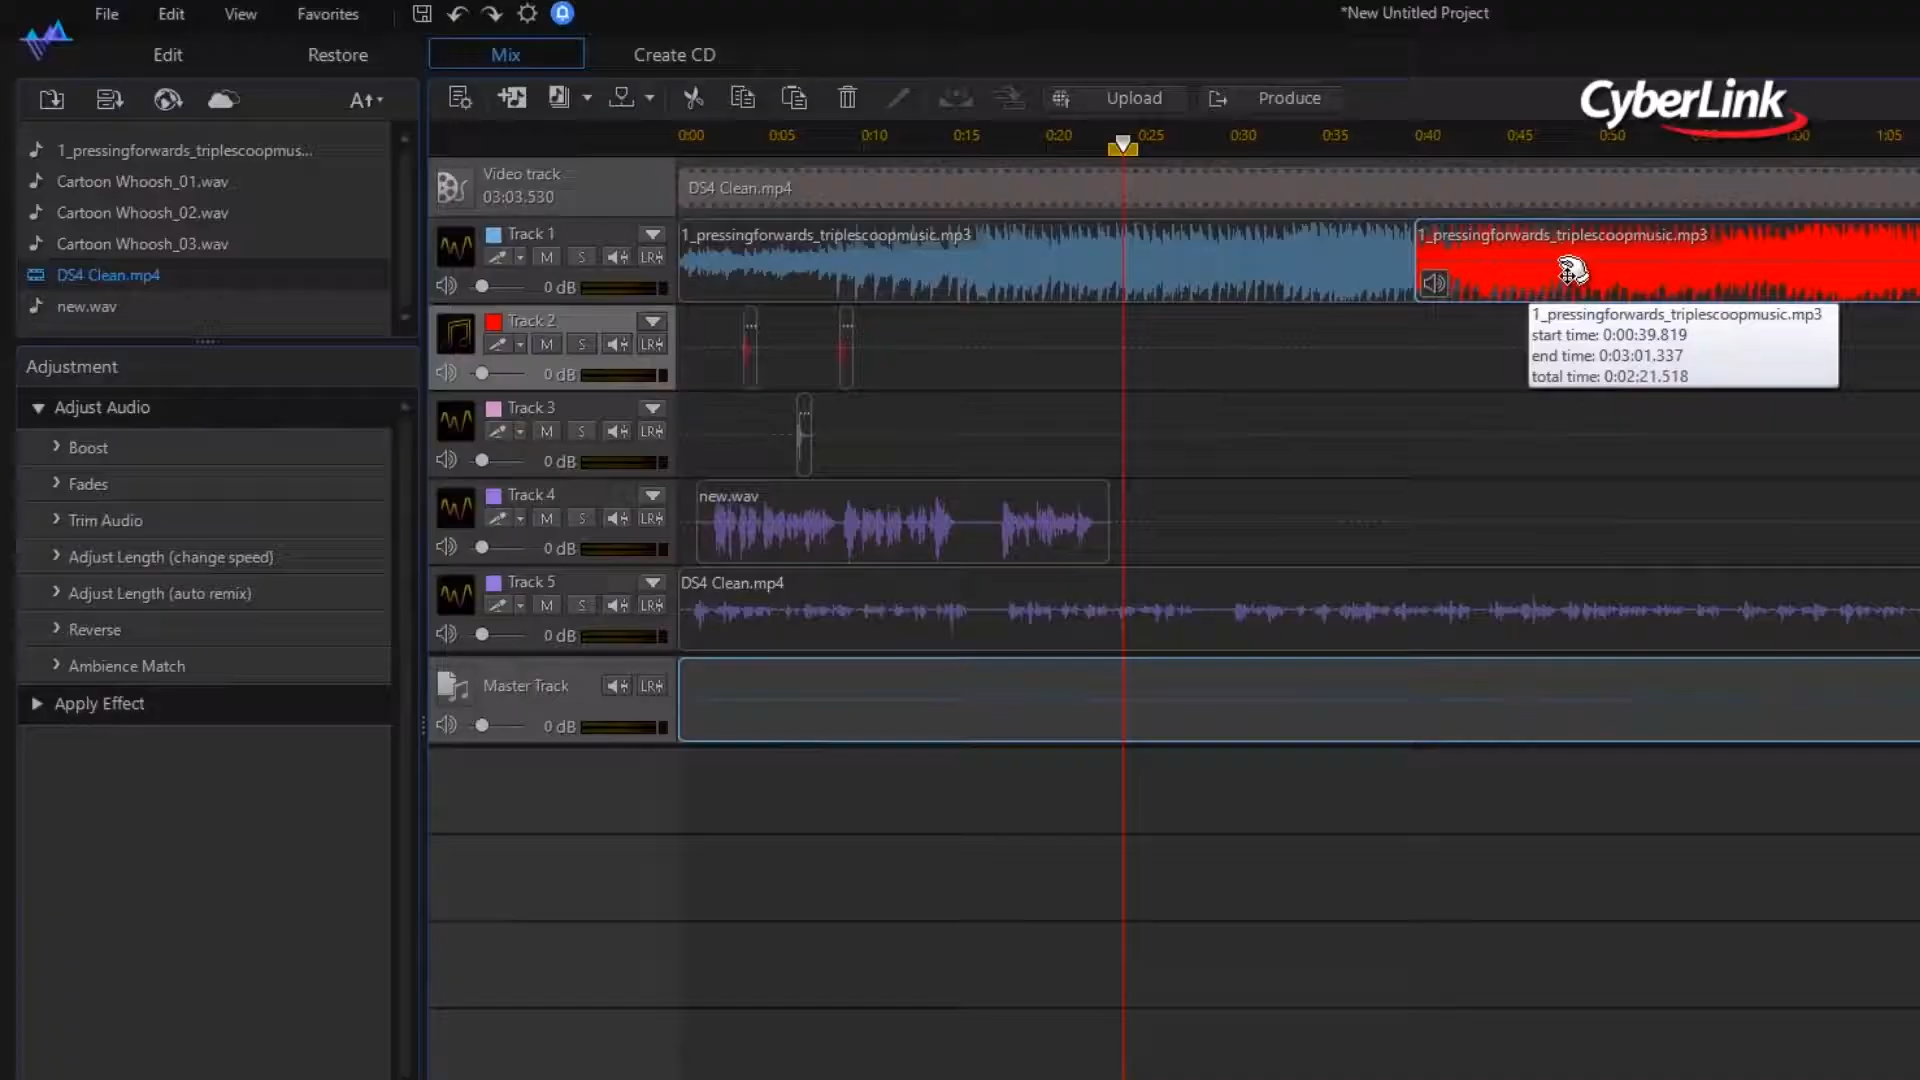 File Edit View Favorites
*New Untitled Project
Edit Restore Mix Create CD
Upload Produce
CyberLink
0:00 0:05 0:10 0:15 0:20 0:25 0:30 0:35 0:40 0:45 0:50 1:00 1:05
1_pressingforwards_triplescoopmus...
Cartoon Whoosh_01.wav
Cartoon Whoosh_02.wav
Cartoon Whoosh_03.wav
DS4 Clean.mp4
new.wav
Adjustment
Adjust Audio
Boost
Fades
Trim Audio
Adjust Length (change speed)
Adjust Length (auto remix)
Reverse
Ambience Match
Apply Effect
Video track
03:03.530
DS4 Clean.mp4
Track 1
M S LR
0 dB
1_pressingforwards_triplescoopmusic.mp3
1_pressingforwards_triplescoopmusic.mp3
1_pressingforwards_triplescoopmusic.mp3
start time: 0:00:39.819
end time: 0:03:01.337
total time: 0:02:21.518
Track 2
M S LR
0 dB
...
...
Track 3
M S LR
0 dB
...
Track 4
M S LR
0 dB
new.wav
Track 5
M S LR
0 dB
DS4 Clean.mp4
Master Track
LR
0 dB